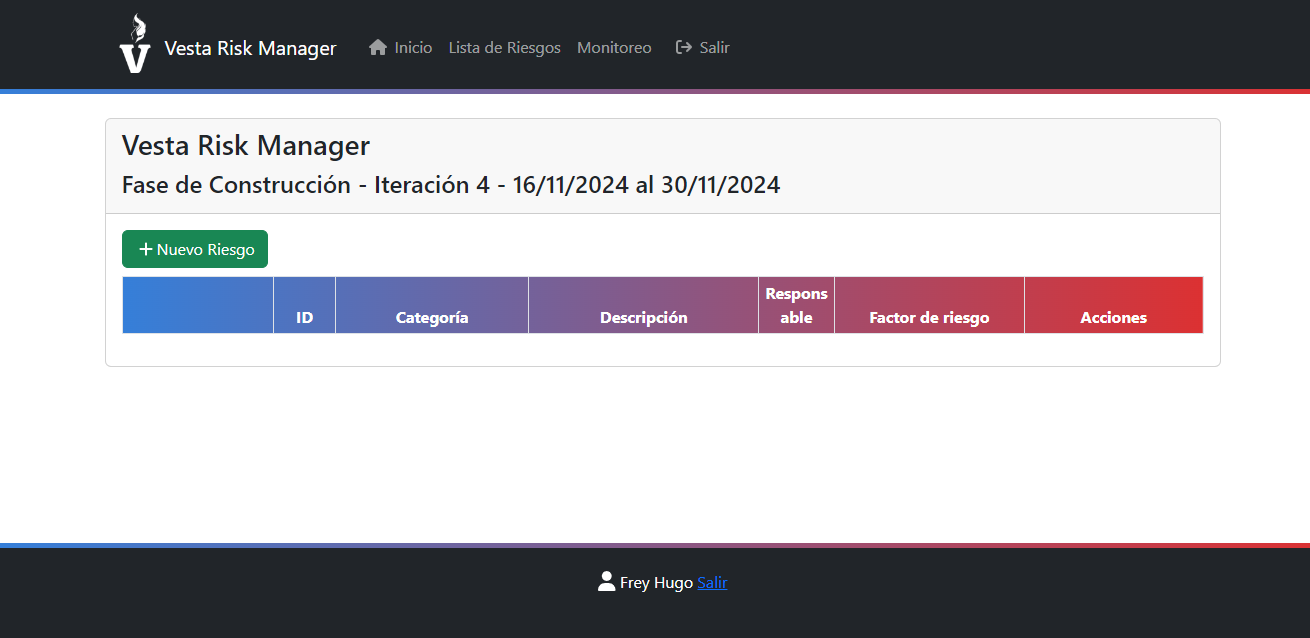 V
Vesta Risk Manager
Inicio
Lista de Riesgos
Monitoreo
Salir
Vesta Risk Manager
Fase de Construcción - Iteración 4 - 16/11/2024 al 30/11/2024
+ Nuevo Riesgo
ID
Categoría
Descripción
Respons
able
Factor de riesgo
Acciones
Frey Hugo Salir